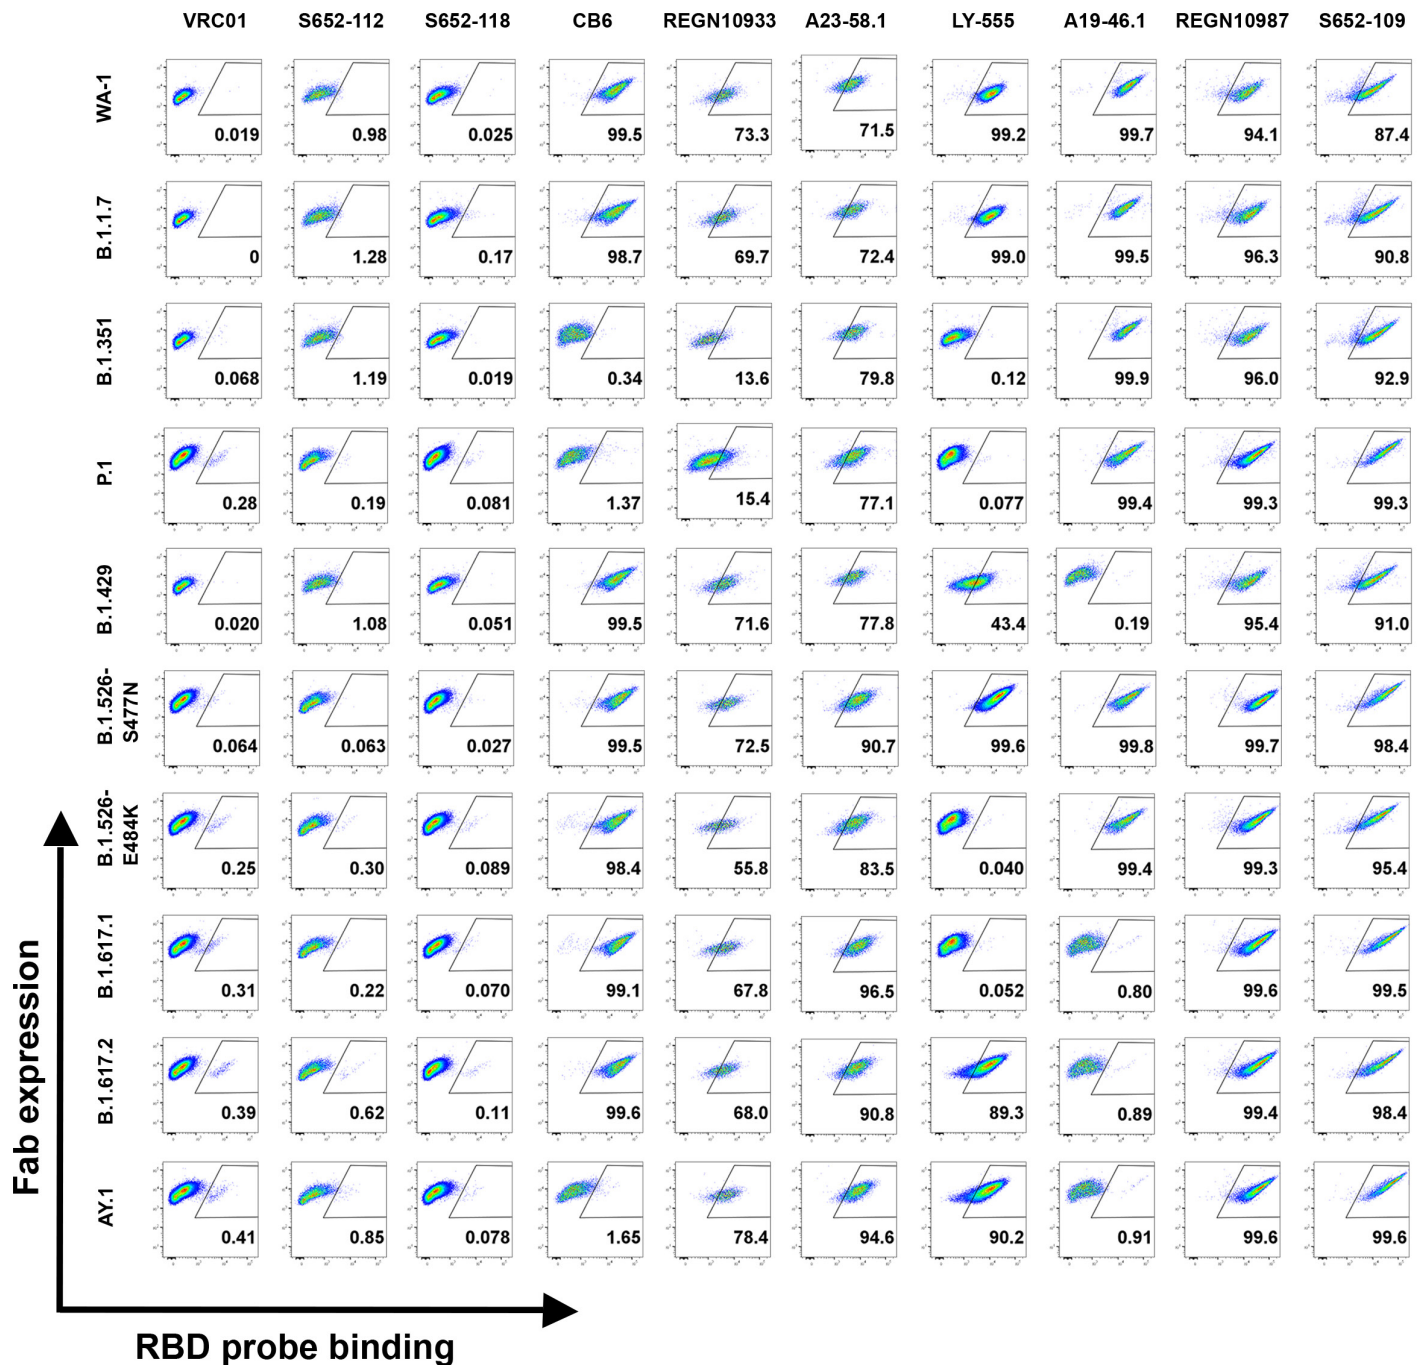 VRC01 S652-112 S652-118 CB6 REGN10933 A23-58.1 LY-555 A19-46.1 REGN10987 S652-109
WA-1
0.019 0.98 0.025 99.5 73.3 71.5 99.2 99.7 94.1 87.4
B.1.1.7
0 1.28 0.17 98.7 69.7 72.4 99.0 99.5 96.3 90.8
B.1.351
0.068 1.19 0.019 0.34 13.6 79.8 0.12 99.9 96.0 92.9
P.1
0.28 0.19 0.081 1.37 15.4 77.1 0.077 99.4 99.3 99.3
B.1.429
0.020 1.08 0.051 99.5 71.6 77.8 43.4 0.19 95.4 91.0
B.1.526-
S477N
0.064 0.063 0.027 99.5 72.5 90.7 99.6 99.8 99.7 98.4
B.1.526-
E484K
0.25 0.30 0.089 98.4 55.8 83.5 0.040 99.4 99.3 95.4
B.1.617.1
0.31 0.22 0.070 99.1 67.8 96.5 0.052 0.80 99.6 99.5
B.1.617.2
0.39 0.62 0.11 99.6 68.0 90.8 89.3 0.89 99.4 98.4
AY.1
0.41 0.85 0.078 1.65 78.4 94.6 90.2 0.91 99.6 99.6
Fab expression
RBD probe binding